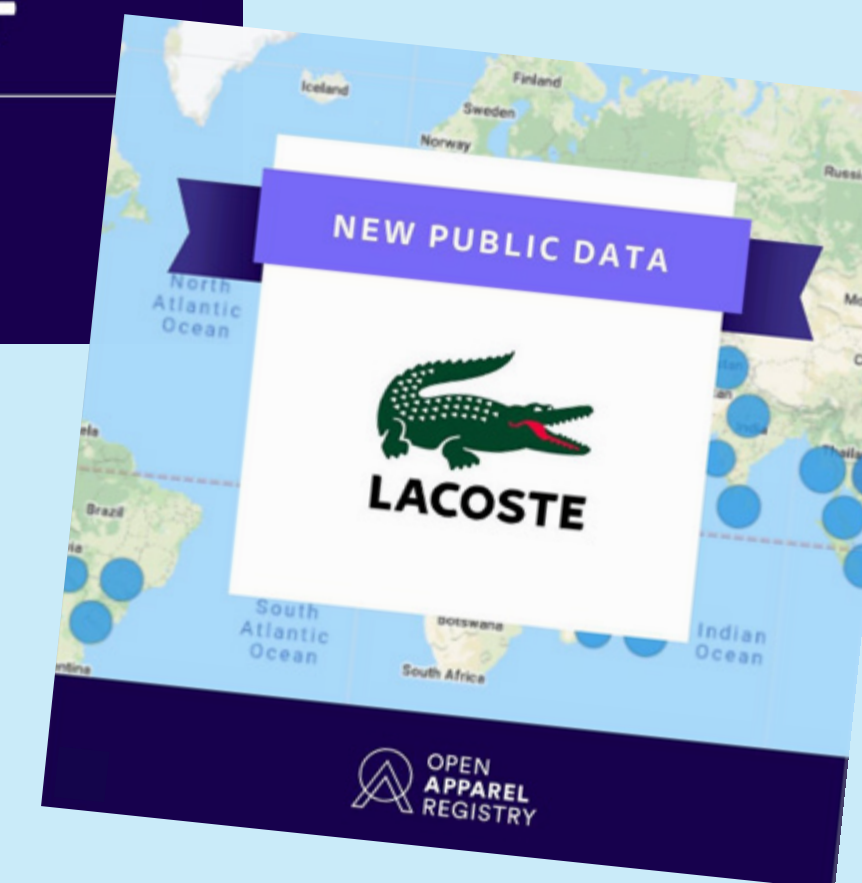 Iceland
Finland
Sweden
Norway
NEW PUBLIC DATA
North
Atlantic
Ocean
LACOSTE
Brazil
South
Atlantic
Ocean
Botswana
Indian
Ocean
South Africa
OPEN
APPAREL
REGISTRY